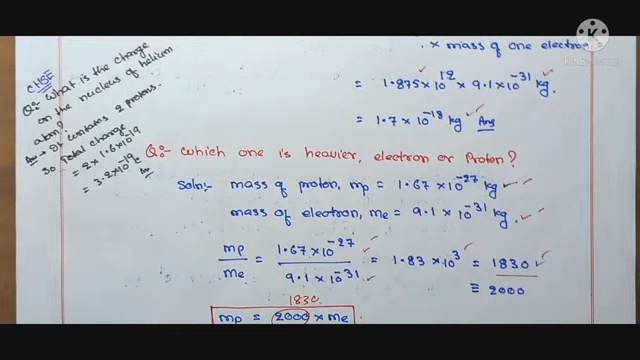 CHSE
Q:- What is the charge
on the nucleus of helium
atom?
Ans → It contains 2 protons.
So Total charge
= 2 × 1.6×10⁻¹⁹
= 3.2×10⁻¹⁹c
Ans
× mass of one electron
= 1.875×10¹² × 9.1×10⁻³¹ kg.
= 1.7 × 10⁻¹⁸ kg Ans
Q:- Which one is heavier, electron or Proton?
Soln:- mass of proton, mp = 1.67 ×10⁻²⁷ kg
mass of electron, me = 9.1 ×10⁻³¹ kg.
mp/me = 1.67 ×10⁻²⁷/9.1 ×10⁻³¹ = 1.83 ×10³ = 1830
≡ 2000
1830
mp = 2000 × me
K
KINEMASTER